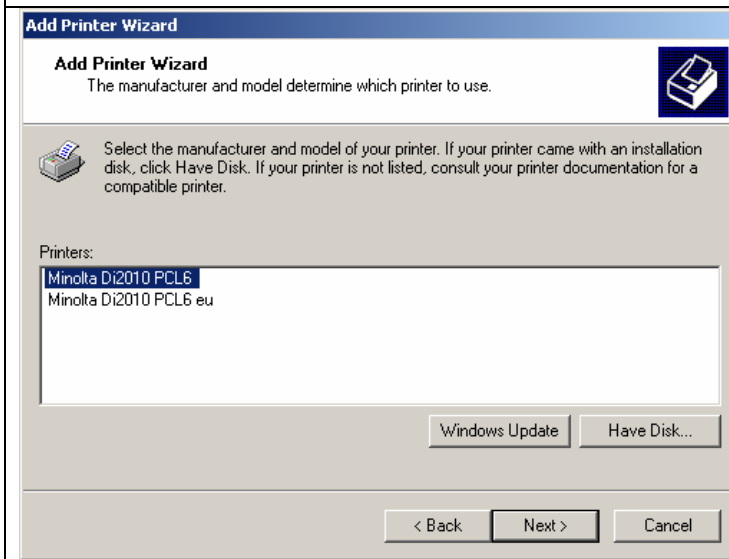 Add Printer Wizard
Add Printer Wizard
The manufacturer and model determine which printer to use.
Select the manufacturer and model of your printer. If your printer came with an installation
disk, click Have Disk. If your printer is not listed, consult your printer documentation for a
compatible printer.
Printers:
Minolta Di2010 PCL6
Minolta Di2010 PCL6 eu
Windows Update Have Disk...
< Back Next > Cancel